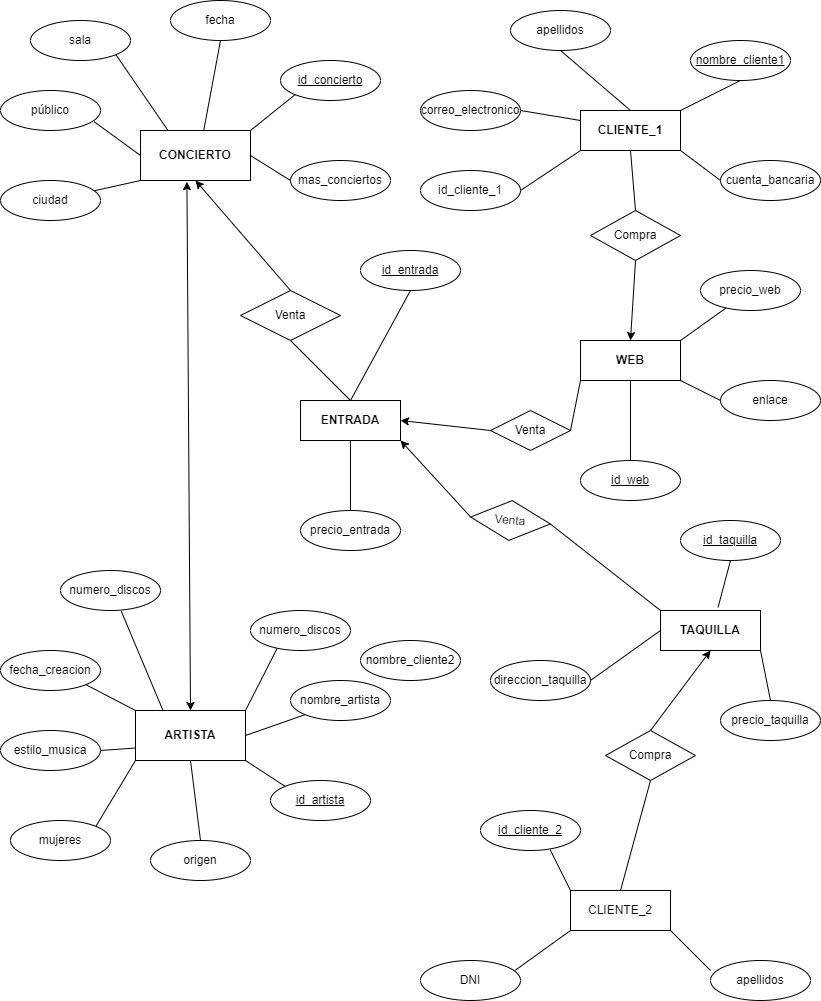 fecha
sala
apellidos
nombre_cliente1
id_concierto
público
correo_electronico
CLIENTE_1
CONCIERTO
mas_conciertos
cuenta_bancaria
ciudad
id_cliente_1
Compra
id_entrada
precio_web
Venta
WEB
enlace
ENTRADA
Venta
id_web
precio_entrada
Venta
id_taquilla
numero_discos
numero_discos
TAQUILLA
nombre_cliente2
fecha_creacion
direccion_taquilla
nombre_artista
precio_taquilla
ARTISTA
estilo_musica
Compra
id_artista
id_cliente_2
mujeres
origen
CLIENTE_2
DNI
apellidos